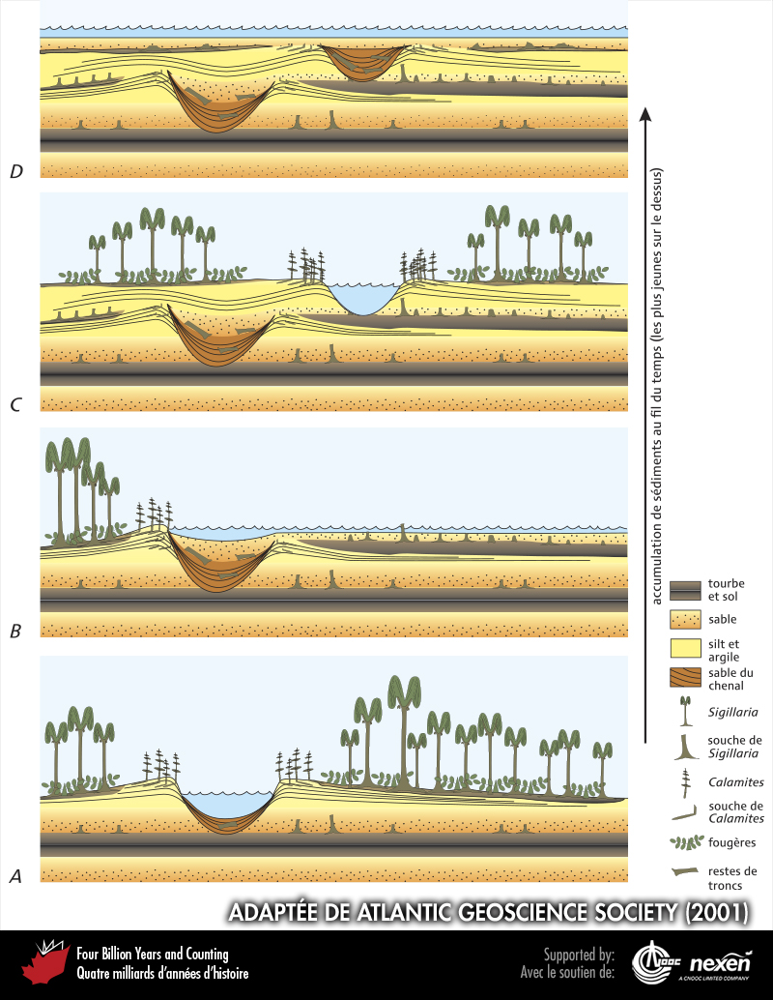 D
C
B
A
accumulation de sédiments au fil du temps (les plus jeunes sur le dessus)
tourbe
et sol
sable
silt et
argile
sable du
chenal
Sigillaria
souche de
Sigillaria
Calamites
souche de
Calamites
fougères
restes de
troncs
ADAPTÉE DE ATLANTIC GEOSCIENCE SOCIETY (2001)
Four Billion Years and Counting
Quatre milliards d'années d'histoire
Supported by:
Avec le soutien de:
CNOOC
nexen
A CNOOC LIMITED COMPANY